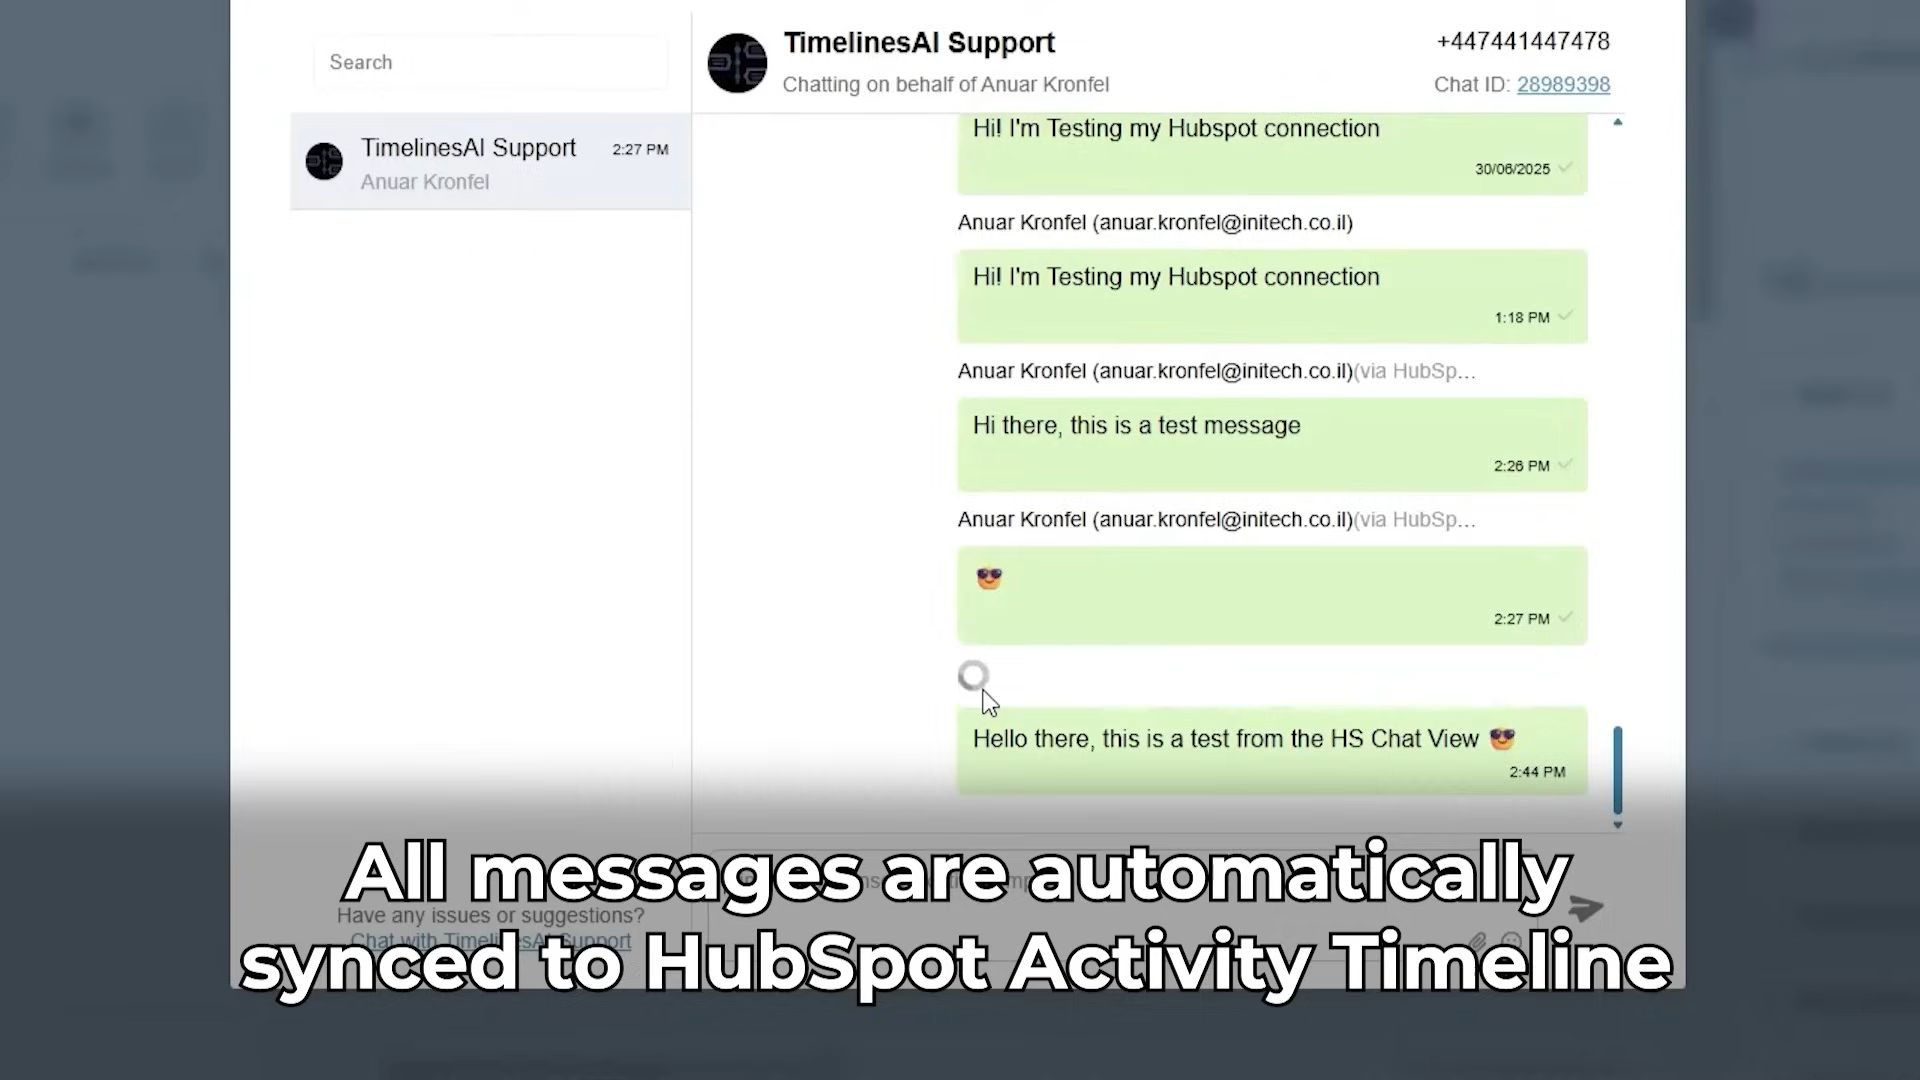 Search
TimelinesAI Support
2:27 PM
Anuar Kronfel
TimelinesAI Support
Chatting on behalf of Anuar Kronfel
+447441447478
Chat ID: 28989398
Hi! I'm Testing my Hubspot connection
30/06/2025
Anuar Kronfel (anuar.kronfel@initech.co.il)
Hi! I'm Testing my Hubspot connection
1:18 PM
Anuar Kronfel (anuar.kronfel@initech.co.il)(via HubSp...
Hi there, this is a test message
2:26 PM
Anuar Kronfel (anuar.kronfel@initech.co.il)(via HubSp...
😎
2:27 PM
Hello there, this is a test from the HS Chat View 😎
2:44 PM
Have any issues or suggestions?
Chat with TimelinesAI Support
All messages are automatically
synced to HubSpot Activity Timeline